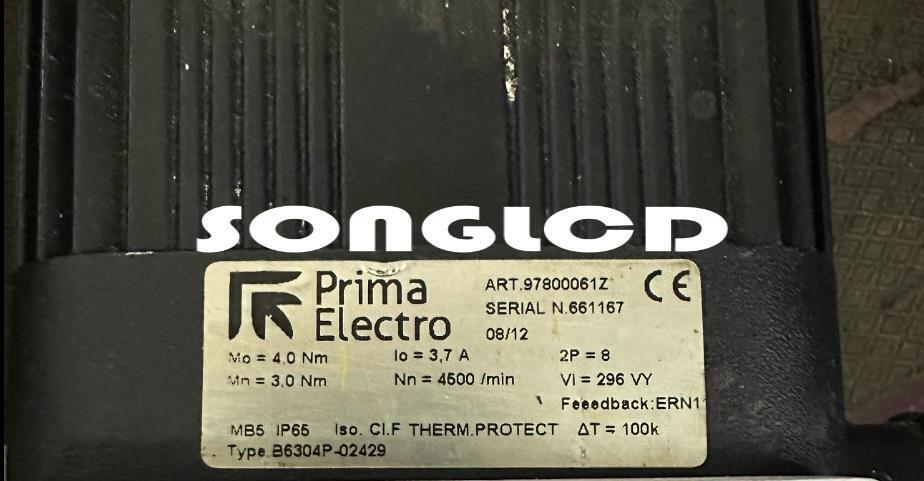 SONGLCD
Prima
Electro
ART.97800061Z
SERIAL N.661167
08/12
CE
Mo = 4,0 Nm Io = 3,7 A 2P = 8
Mn = 3,0 Nm Nn = 4500 /min Vi = 296 VY
Feeedback:ERN1
MB5 IP65 Iso. Cl.F THERM.PROTECT ΔT = 100k
Type.B6304P-02429